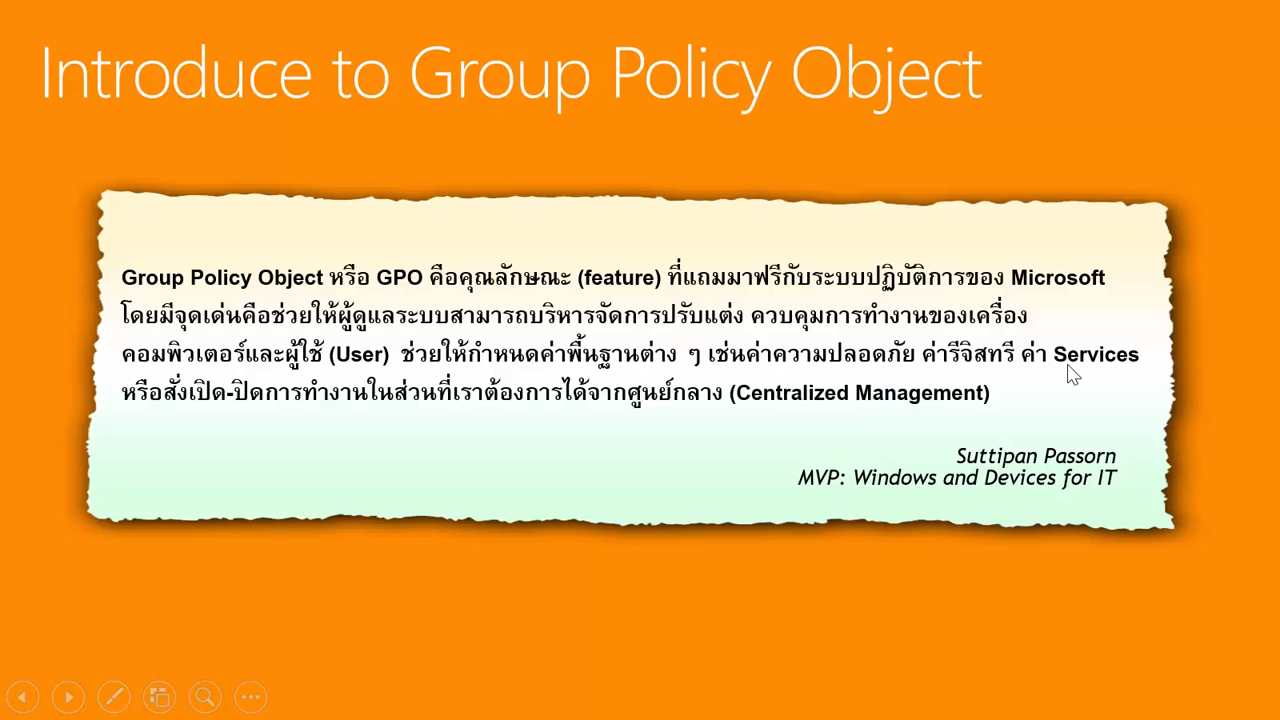 Introduce to Group Policy Object
Group Policy Object หรือ GPO คือคุณลักษณะ (feature) ที่แถมมาฟรีกับระบบปฏิบัติการของ Microsoft
โดยมีจุดเด่นคือช่วยให้ผู้ดูแลระบบสามารถบริหารจัดการปรับแต่ง ควบคุมการทำงานของเครื่อง
คอมพิวเตอร์และผู้ใช้ (User) ช่วยให้กำหนดค่าพื้นฐานต่าง ๆ เช่นค่าความปลอดภัย ค่ารีจิสทรี ค่า Services
หรือสั่งเปิด-ปิดการทำงานในส่วนที่เราต้องการได้จากศูนย์กลาง (Centralized Management)
Suttipan Passorn
MVP: Windows and Devices for IT